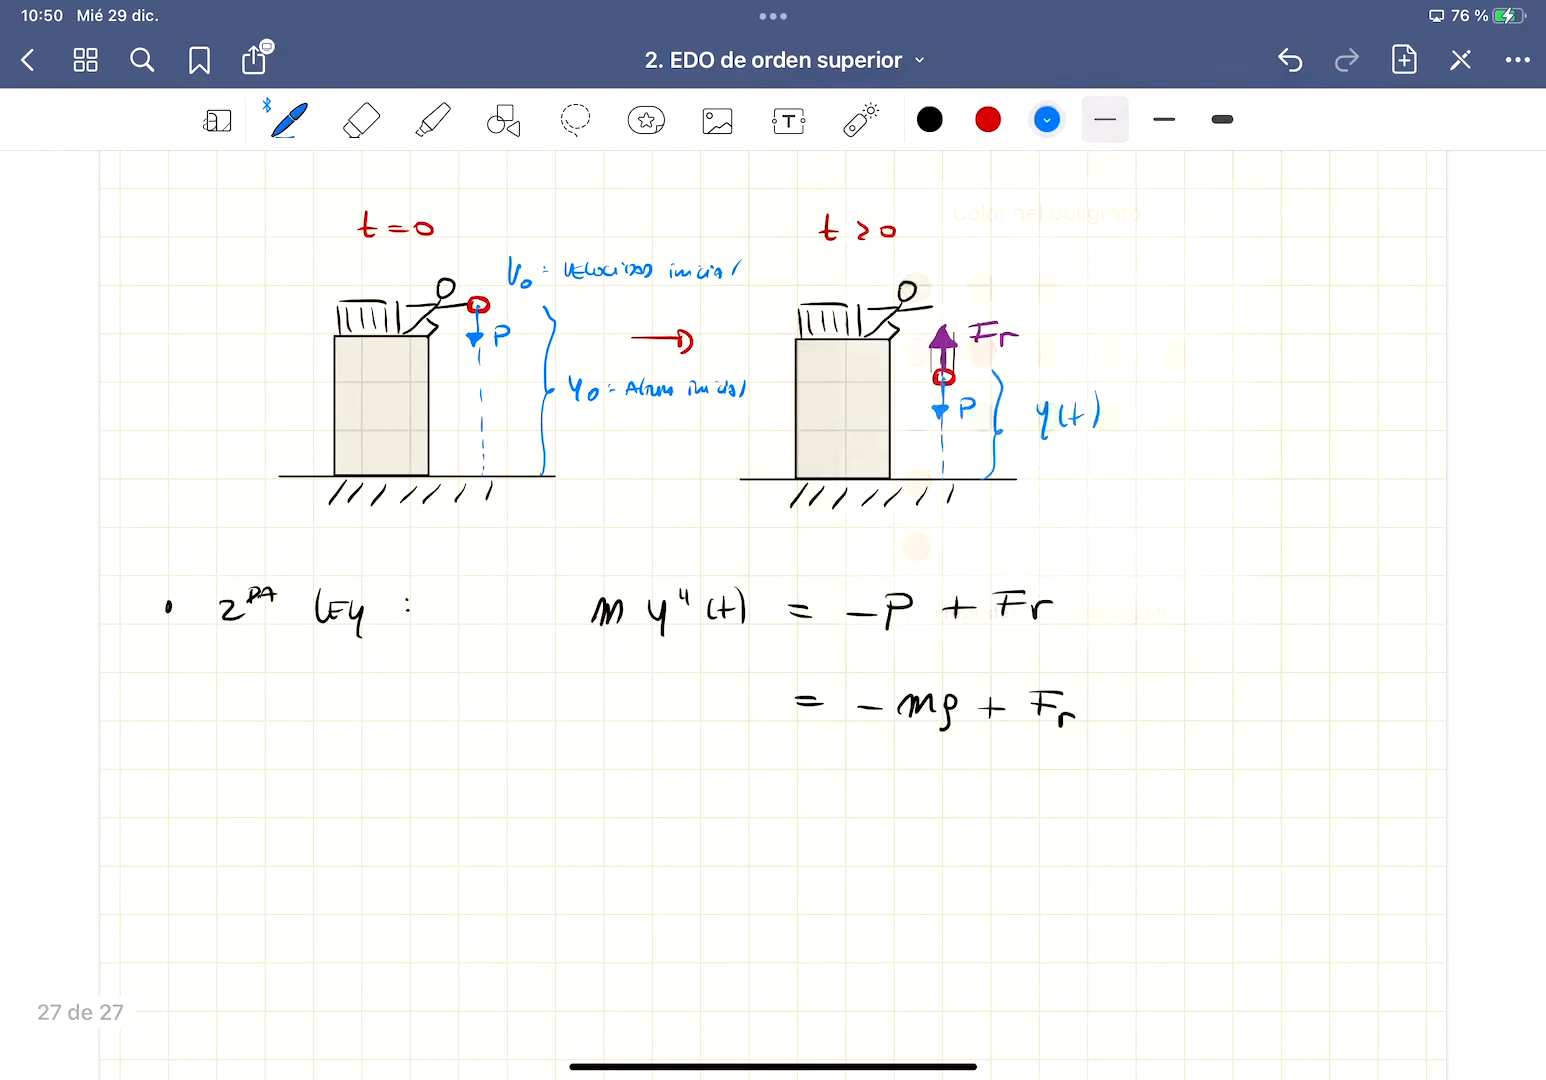 10:50 Mié 29 dic.
76 %
2. EDO de orden superior
t = 0
t > 0
V₀ = Velocidad inicial
P
Fr
y₀ = Altura inicial
P
y(t)
• 2DA LEY : m y''(t) = - P + Fr
= - mg + Fr
27 de 27